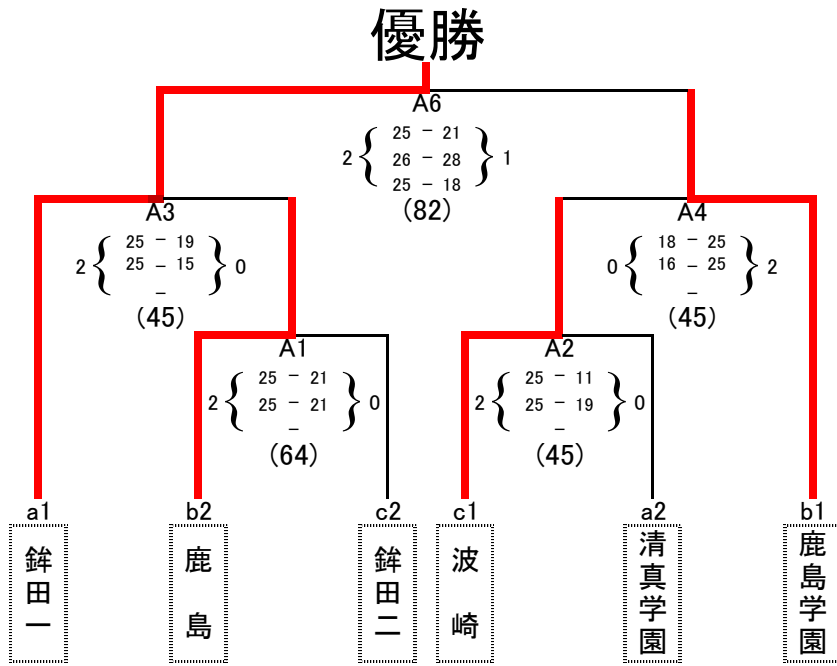 優勝
A6
25 － 21
2 { 26 － 28 } 1
25 － 18
(82)
A3
25 － 19
2 { 25 － 15 } 0
－
(45)
A4
18 － 25
0 { 16 － 25 } 2
－
(45)
A1
25 － 21
2 { 25 － 21 } 0
－
(64)
A2
25 － 11
2 { 25 － 19 } 0
－
(45)
a1
b2
c2
c1
a2
b1
鉾田一
鹿島
鉾田二
波崎
清真学園
鹿島学園